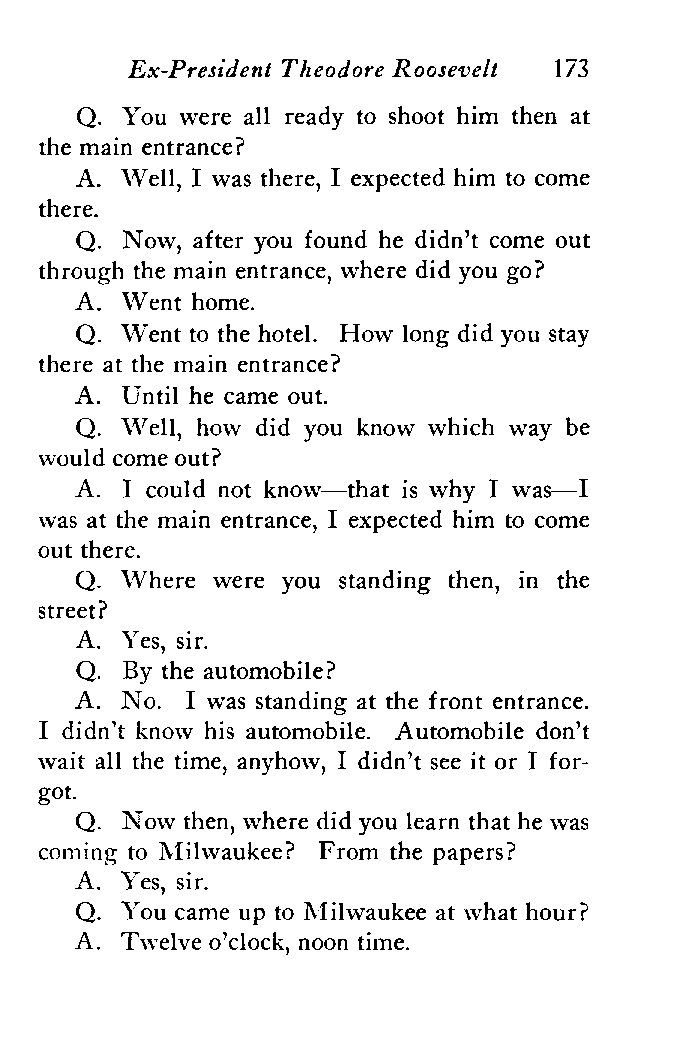 Ex-President Theodore Roosevelt 173
Q. You were all ready to shoot him then at
the main entrance?
A. Well, I was there, I expected him to come
there.
Q. Now, after you found he didn't come out
through the main entrance, where did you go?
A. Went home.
Q. Went to the hotel. How long did you stay
there at the main entrance?
A. Until he came out.
Q. Well, how did you know which way be
would come out?
A. I could not know—that is why I was—I
was at the main entrance, I expected him to come
out there.
Q. Where were you standing then, in the
street?
A. Yes, sir.
Q. By the automobile?
A. No. I was standing at the front entrance.
I didn't know his automobile. Automobile don't
wait all the time, anyhow, I didn't see it or I for-
got.
Q. Now then, where did you learn that he was
coming to Milwaukee? From the papers?
A. Yes, sir.
Q. You came up to Milwaukee at what hour?
A. Twelve o'clock, noon time.